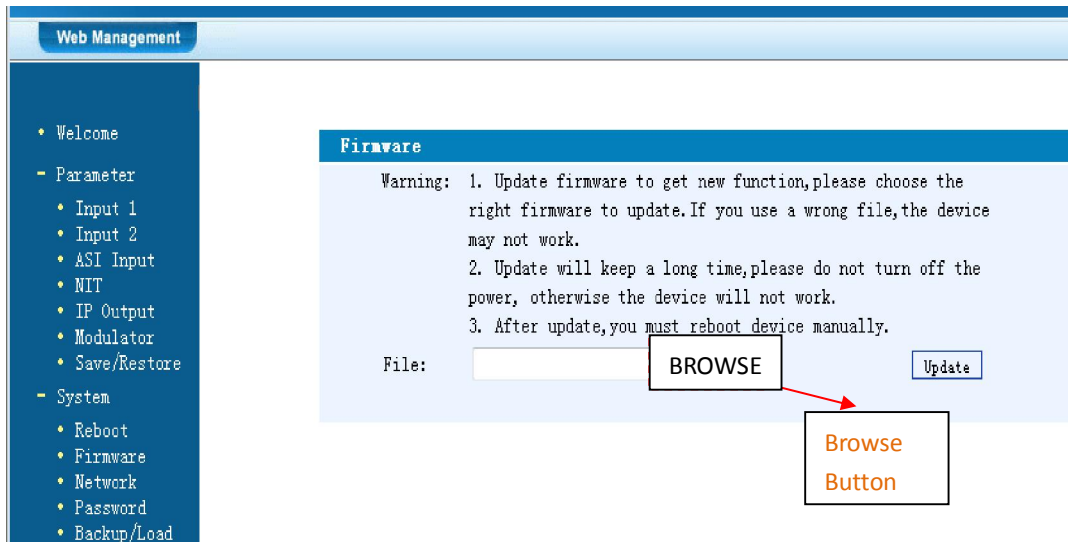 Web Management
• Welcome
- Parameter
• Input 1
• Input 2
• ASI Input
• NIT
• IP Output
• Modulator
• Save/Restore
- System
• Reboot
• Firmware
• Network
• Password
• Backup/Load
Firmware
Warning: 1. Update firmware to get new function,please choose the
right firmware to update.If you use a wrong file,the device
may not work.
2. Update will keep a long time,please do not turn off the
power, otherwise the device will not work.
3. After update,you must reboot device manually.
File:
BROWSE
Update
Browse
Button